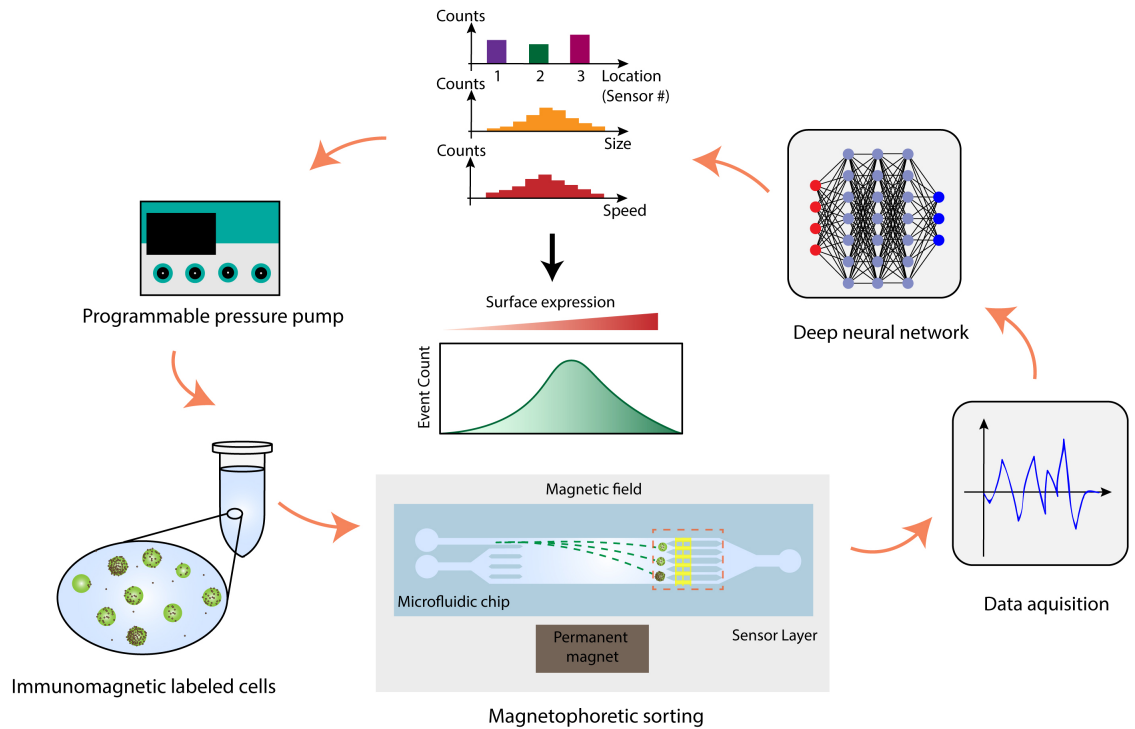 Counts
1 2 3 Location
(Sensor #)
Counts
Size
Counts
Speed
Surface expression
Event Count
Programmable pressure pump
Deep neural network
Immunomagnetic labeled cells
Magnetic field
Microfluidic chip
Permanent
magnet
Sensor Layer
Magnetophoretic sorting
Data aquisition